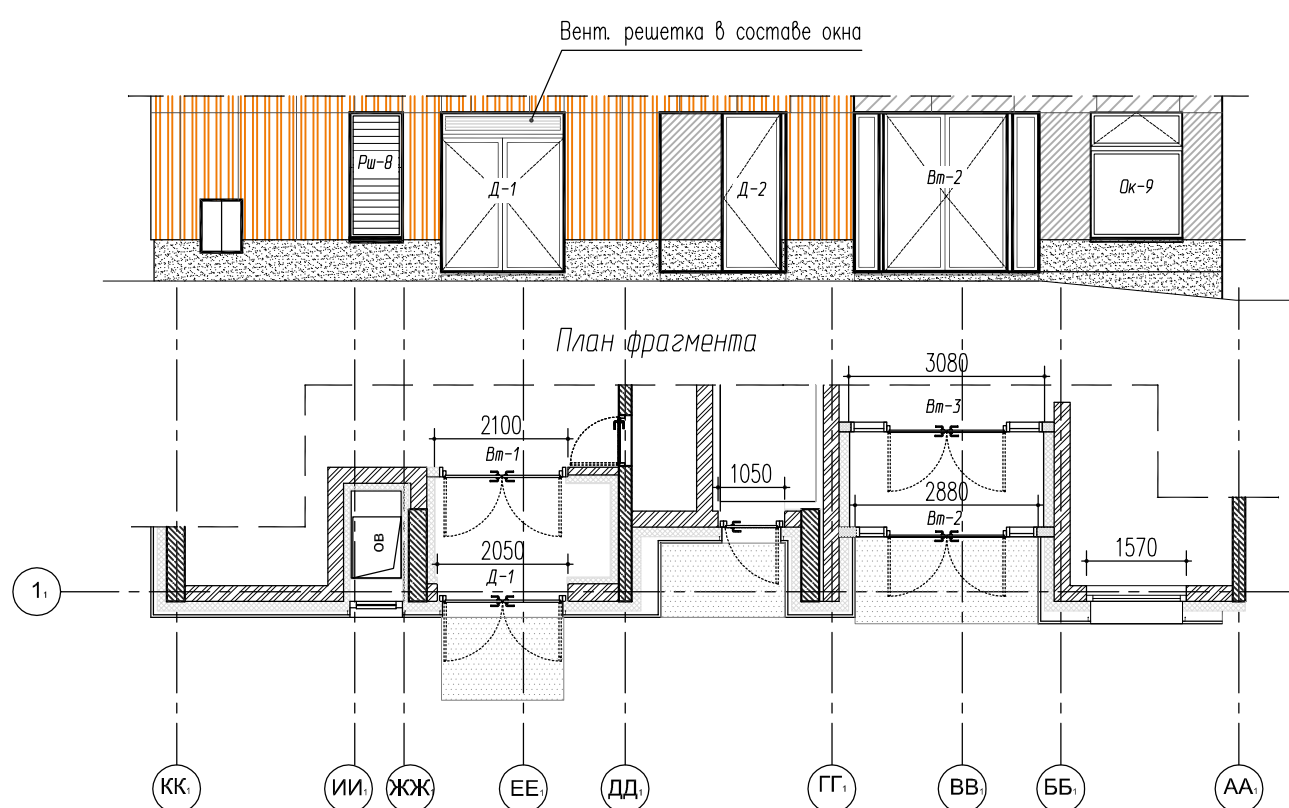 Вент. решетка в составе окна
Рш-8
Д-1
Д-2
Вт-2
Ок-9
План фрагмента
3080
Вт-3
2100
Вт-1
1050
2880
Вт-2
ОВ
2050
Д-1
1570
1₁
КК₁
ИИ₁
ЖЖ₁
ЕЕ₁
ДД₁
ГГ₁
ВВ₁
ББ₁
АА₁